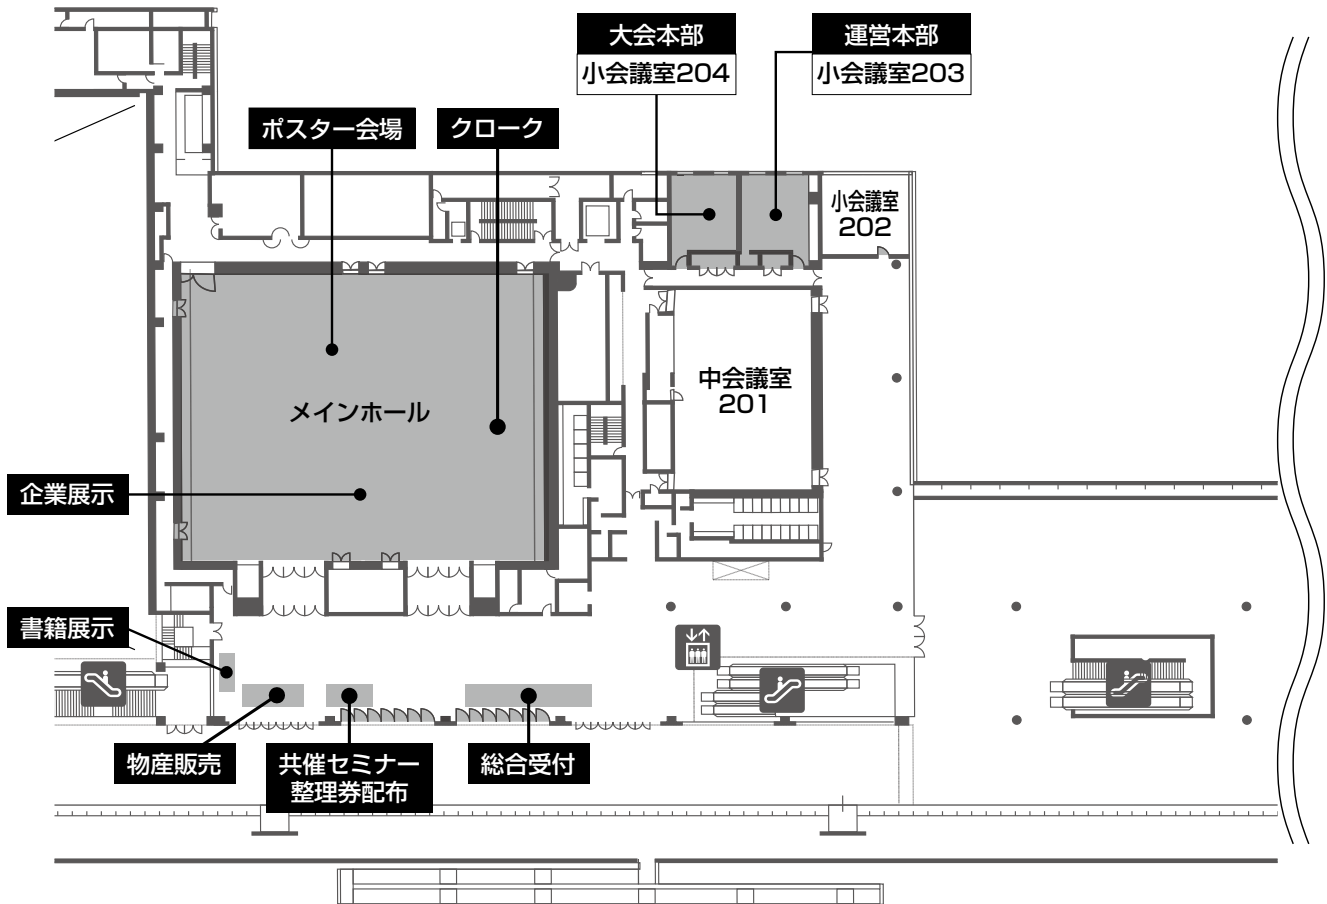 大会本部
小会議室204
運営本部
小会議室203
ポスター会場
クローク
小会議室
202
中会議室
201
メインホール
企業展示
書籍展示
物産販売
共催セミナー
整理券配布
総合受付